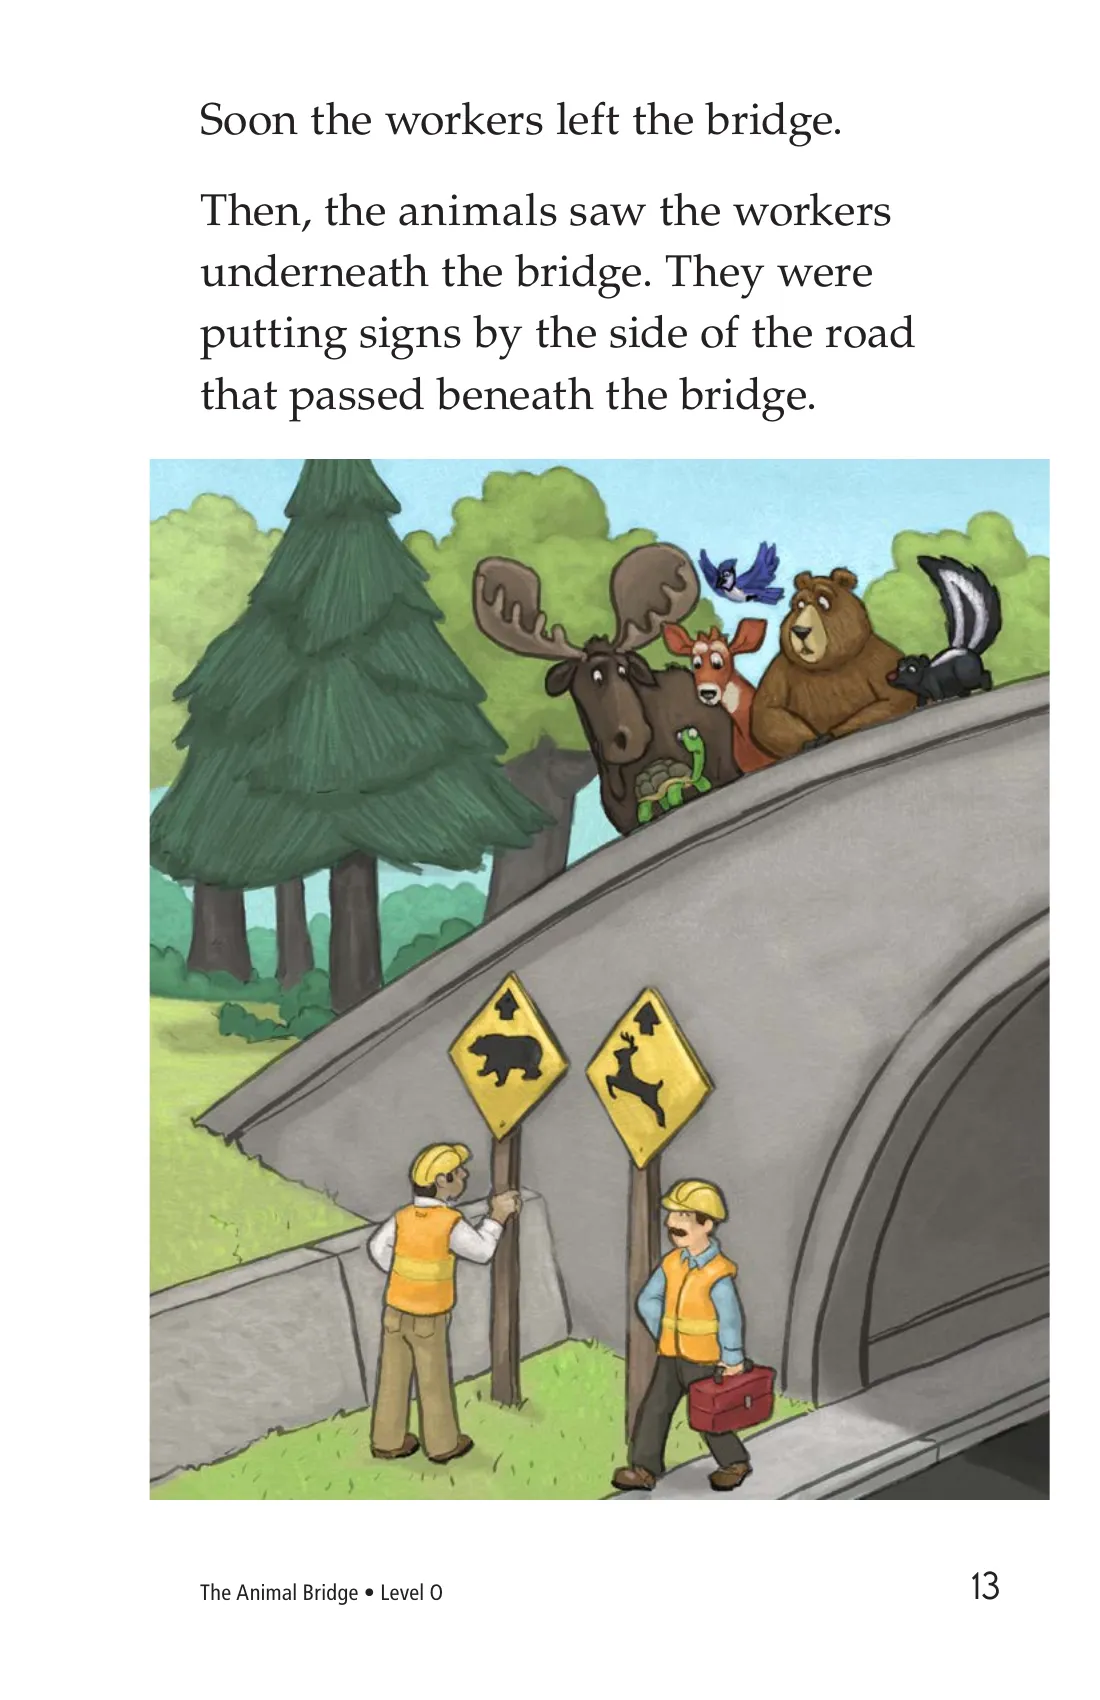 Soon the workers left the bridge.
Then, the animals saw the workers
underneath the bridge. They were
putting signs by the side of the road
that passed beneath the bridge.
The Animal Bridge • Level O
13